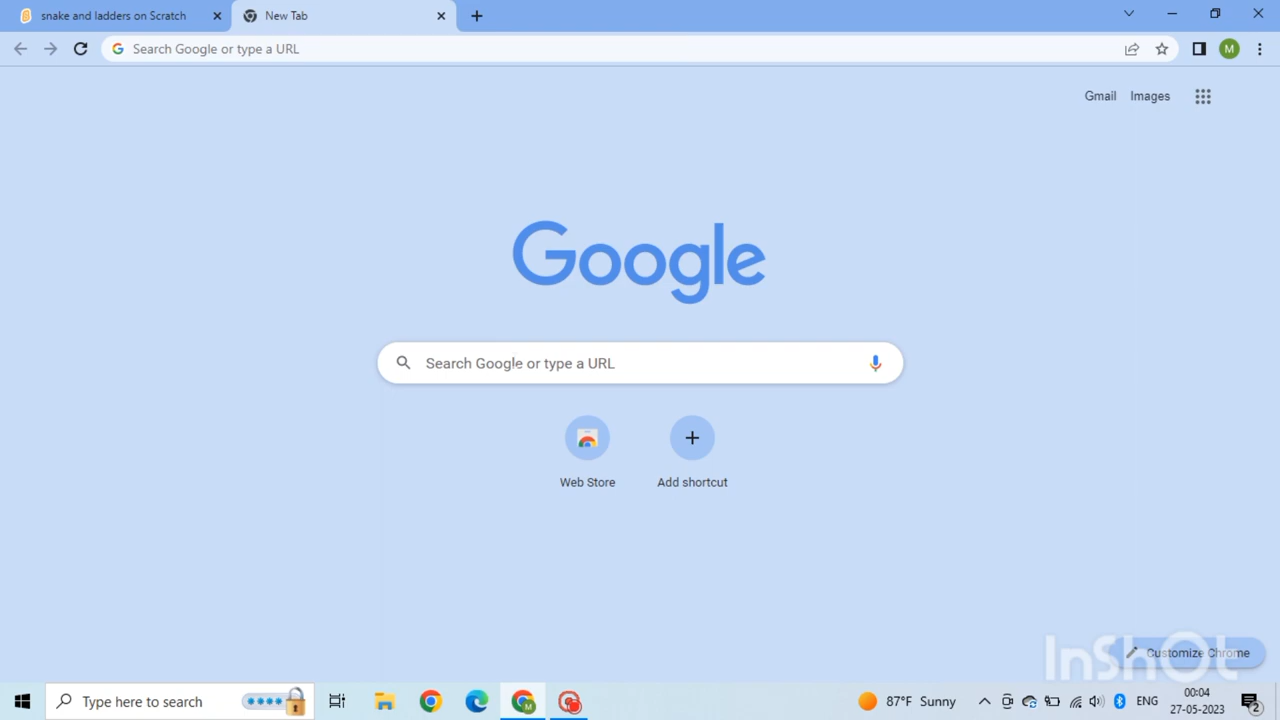 snake and ladders on Scratch
New Tab
Search Google or type a URL
M
Gmail Images
Google
Search Google or type a URL
Web Store
Add shortcut
Customize Chrome
InShOt
Type here to search
M
87°F Sunny
ENG
00:04
27-05-2023
2